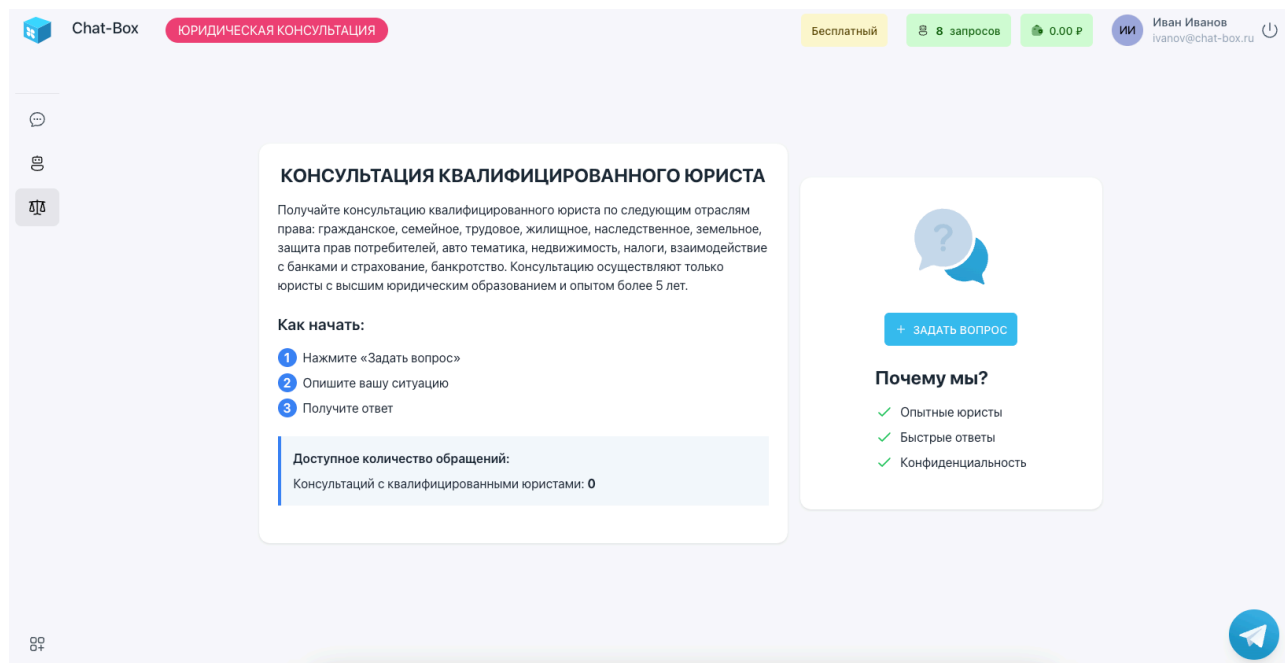 Chat-Box
ЮРИДИЧЕСКАЯ КОНСУЛЬТАЦИЯ
Бесплатный
8 запросов
0.00 ₽
ИИ
Иван Иванов
ivanov@chat-box.ru
КОНСУЛЬТАЦИЯ КВАЛИФИЦИРОВАННОГО ЮРИСТА
Получайте консультацию квалифицированного юриста по следующим отраслям
права: гражданское, семейное, трудовое, жилищное, наследственное, земельное,
защита прав потребителей, авто тематика, недвижимость, налоги, взаимодействие
с банками и страхование, банкротство. Консультацию осуществляют только
юристы с высшим юридическим образованием и опытом более 5 лет.
Как начать:
1 Нажмите «Задать вопрос»
2 Опишите вашу ситуацию
3 Получите ответ
Доступное количество обращений:
Консультаций с квалифицированными юристами: 0
?
+ ЗАДАТЬ ВОПРОС
Почему мы?
Опытные юристы
Быстрые ответы
Конфиденциальность